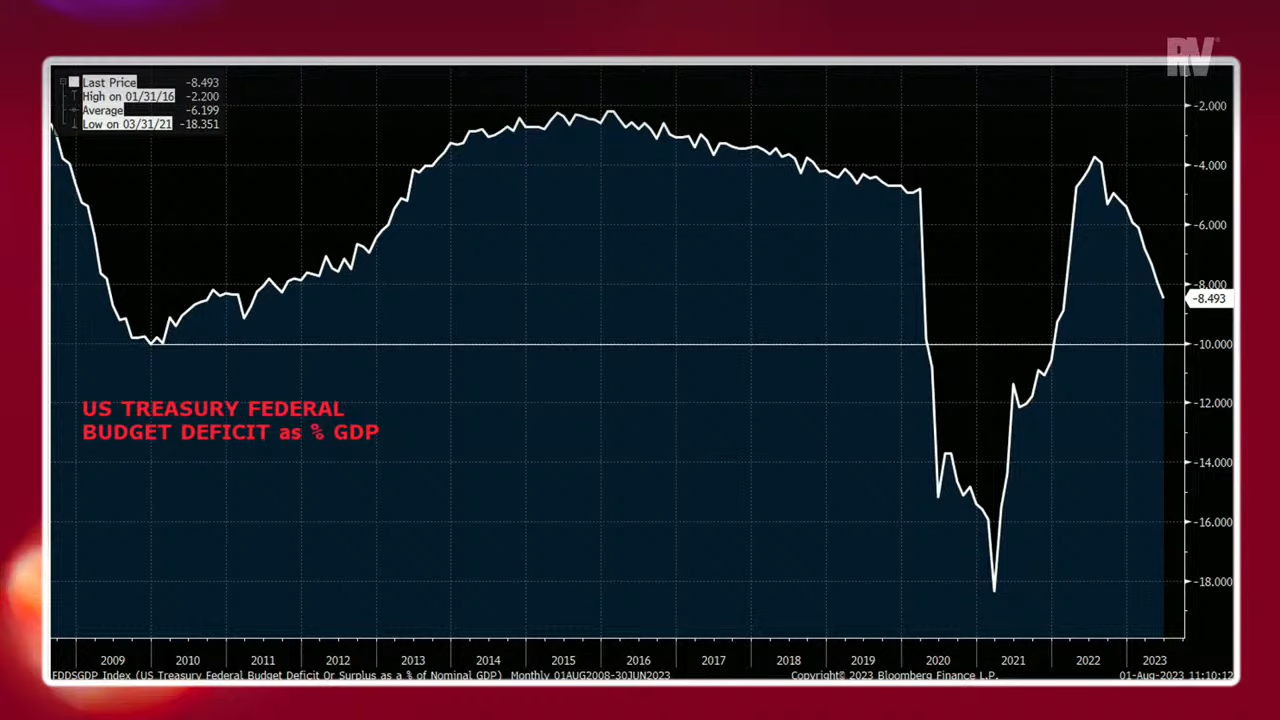 RV
Last Price -8.493
High on 01/31/16 -2.200
Average -6.199
Low on 03/31/21 -18.351
-2.000
-4.000
-6.000
-8.000
-8.493
-10.000
-12.000
-14.000
-16.000
-18.000
US TREASURY FEDERAL
BUDGET DEFICIT as % GDP
2009 2010 2011 2012 2013 2014 2015 2016 2017 2018 2019 2020 2021 2022 2023
FDDSGDP Index (US Treasury Federal Budget Deficit Or Surplus as a % of Nominal GDP) Monthly 01AUG2008-30JUN2023 Copyright© 2023 Bloomberg Finance L.P. 01-Aug-2023 11:10:12